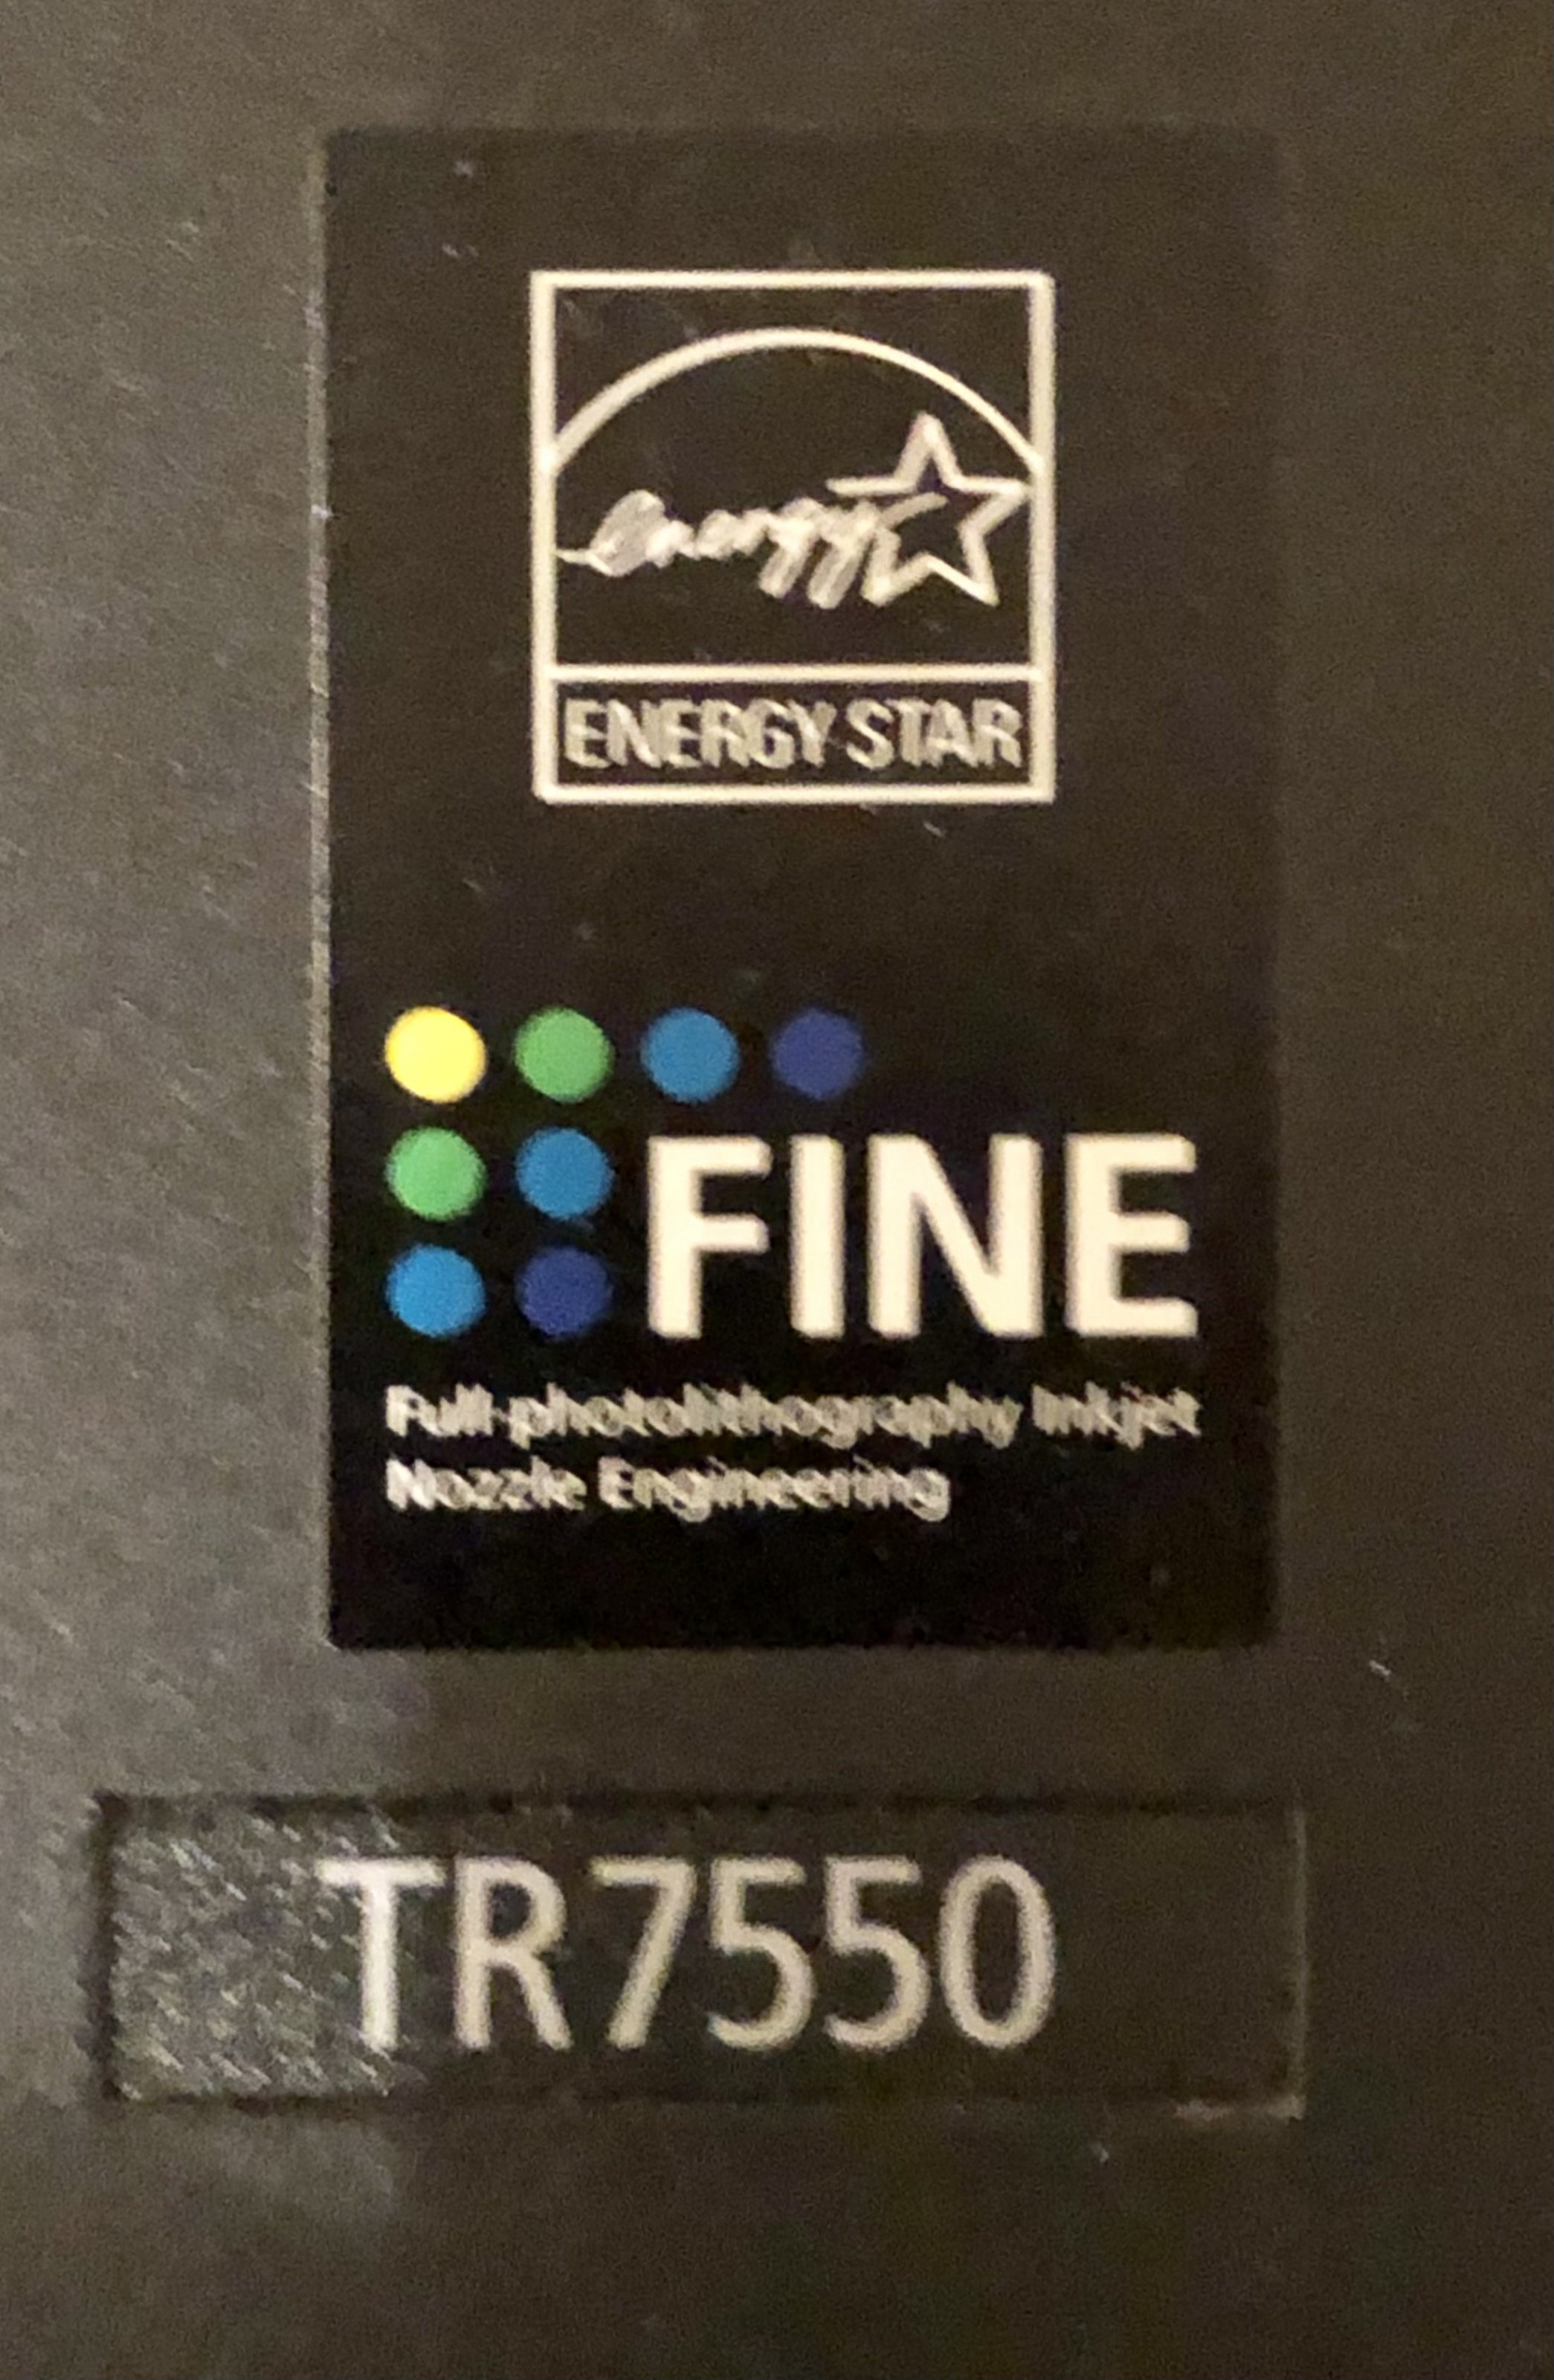 energy
ENERGY STAR
FINE
Full-photolithography Inkjet
Nozzle Engineering
TR7550